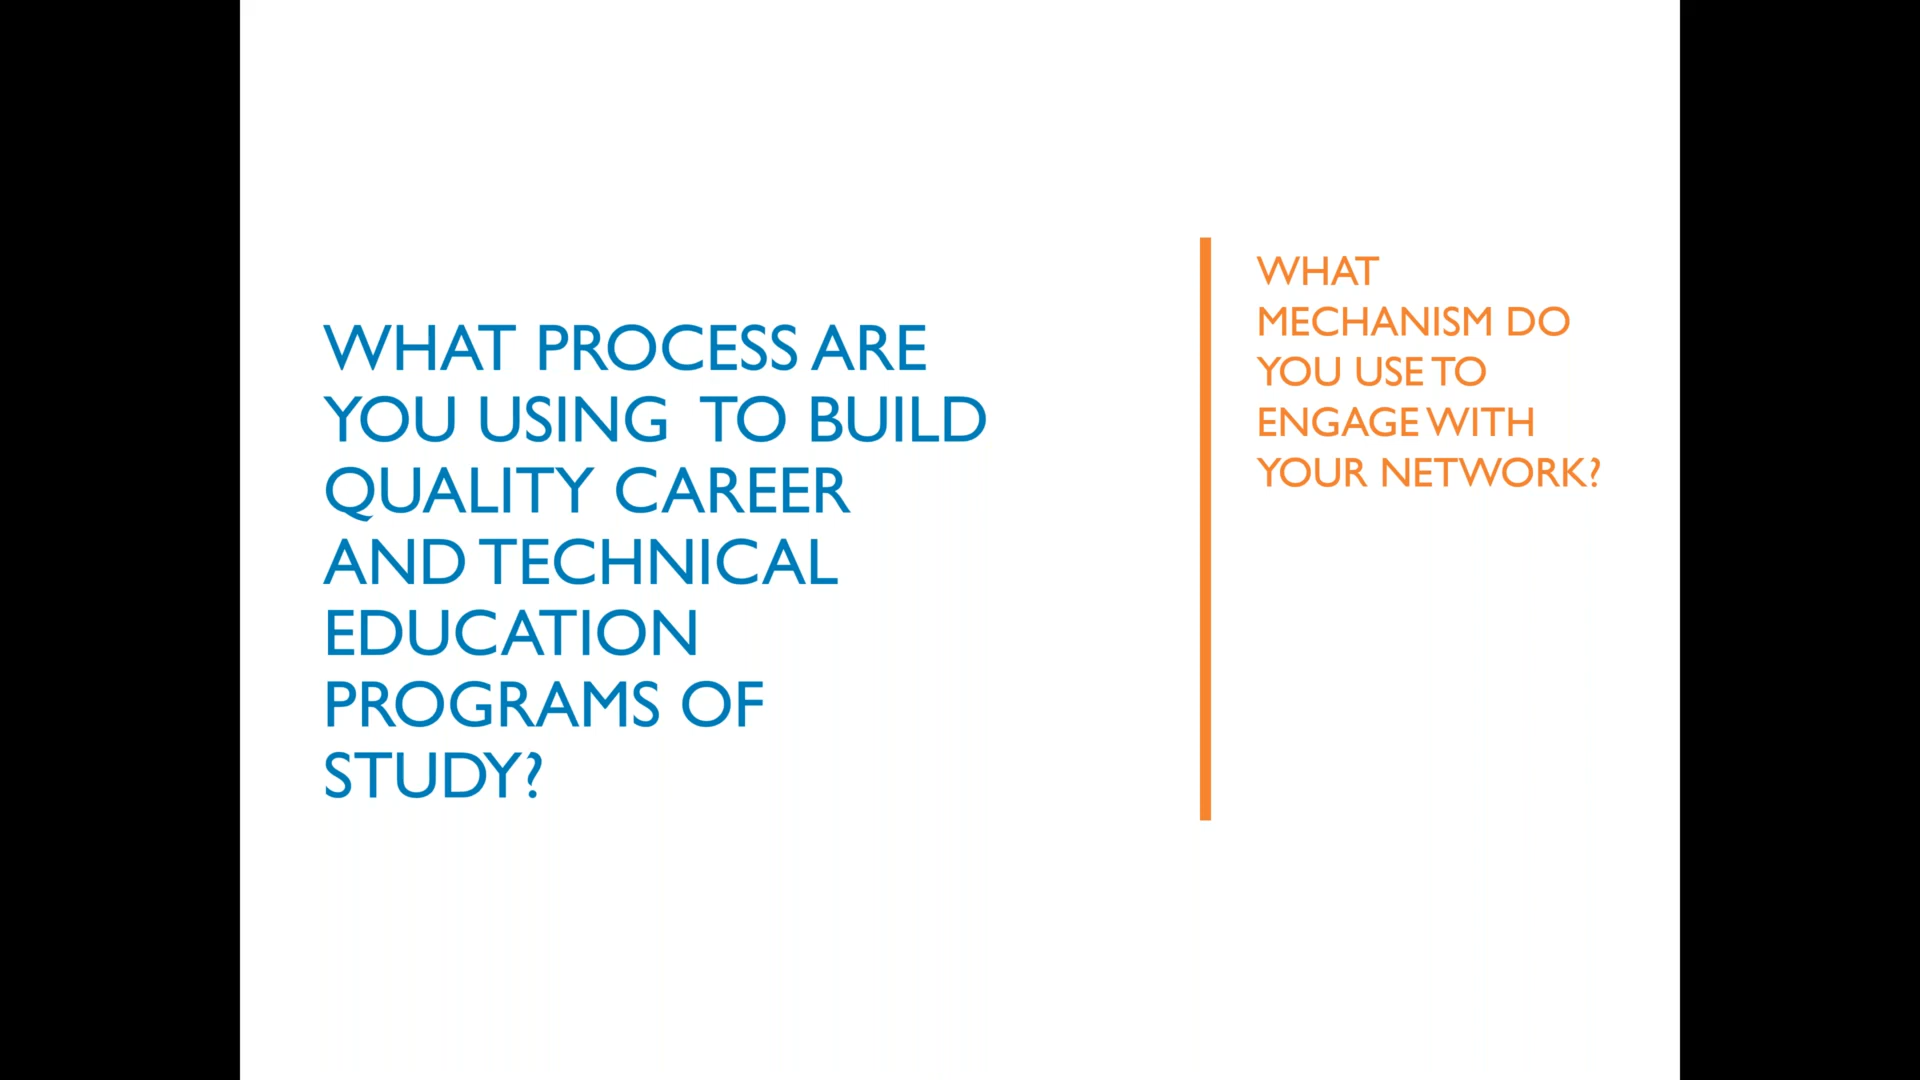 WHAT PROCESS ARE
YOU USING  TO BUILD
QUALITY CAREER
AND TECHNICAL
EDUCATION
PROGRAMS OF
STUDY?
WHAT
MECHANISM DO
YOU USE TO
ENGAGE WITH
YOUR NETWORK?